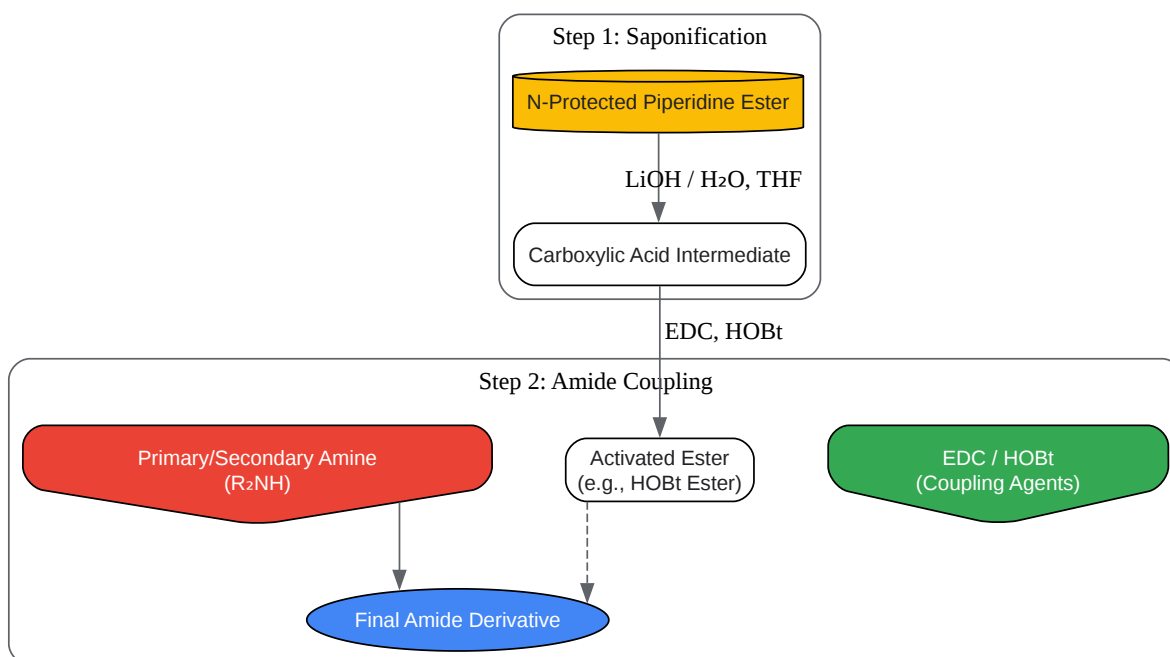 Step 1: Saponification
N-Protected Piperidine Ester
LiOH / H₂O, THF
Carboxylic Acid Intermediate
EDC, HOBt
Step 2: Amide Coupling
Primary/Secondary Amine
(R₂NH)
Activated Ester
(e.g., HOBt Ester)
EDC / HOBt
(Coupling Agents)
Final Amide Derivative